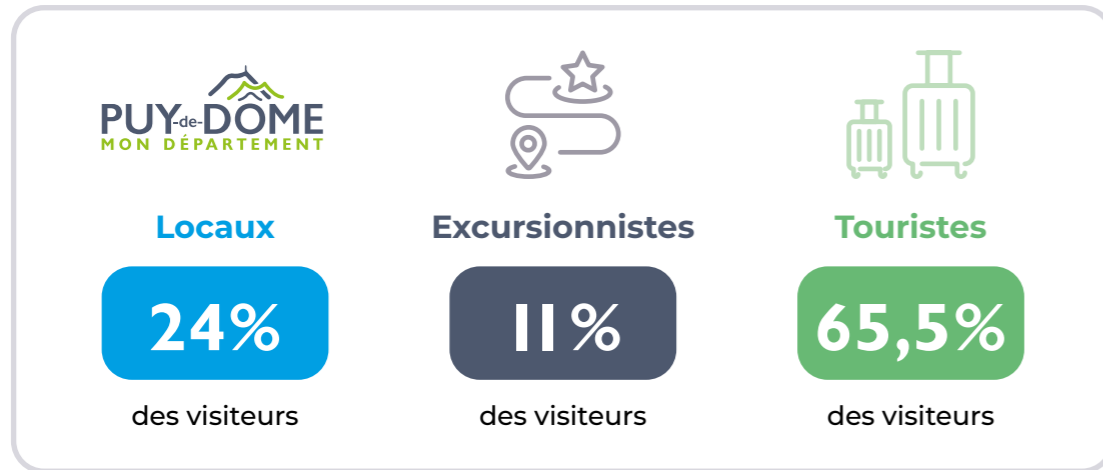 PUY-de-DÔME
MON DÉPARTEMENT
Locaux
Excursionnistes
Touristes
24%
11%
65,5%
des visiteurs
des visiteurs
des visiteurs